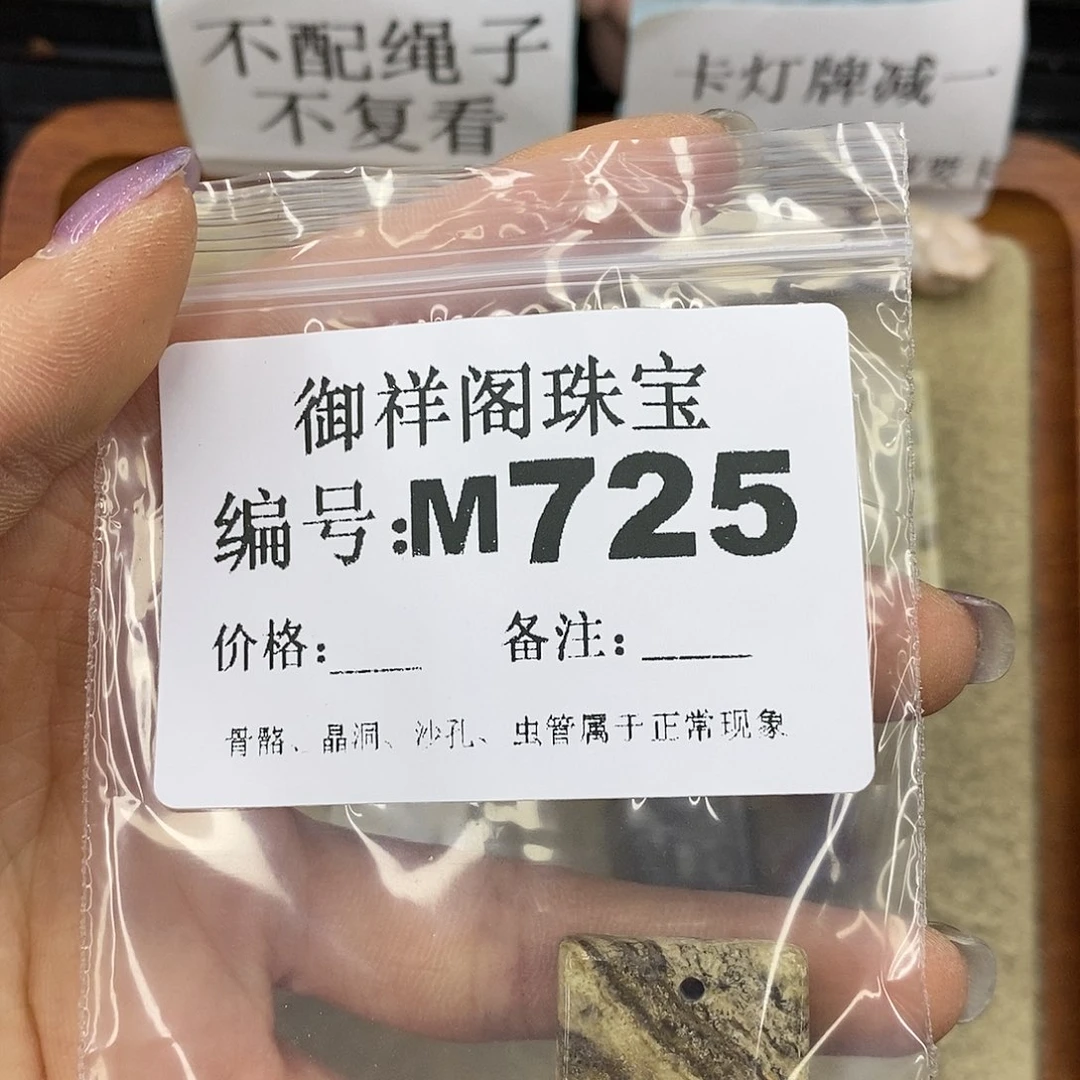 不配绳子
不复看
卡灯牌减一
御祥阁珠宝
编号:M725
价格:____ 备注:____
骨骼、晶洞、沙孔、虫管属于正常现象